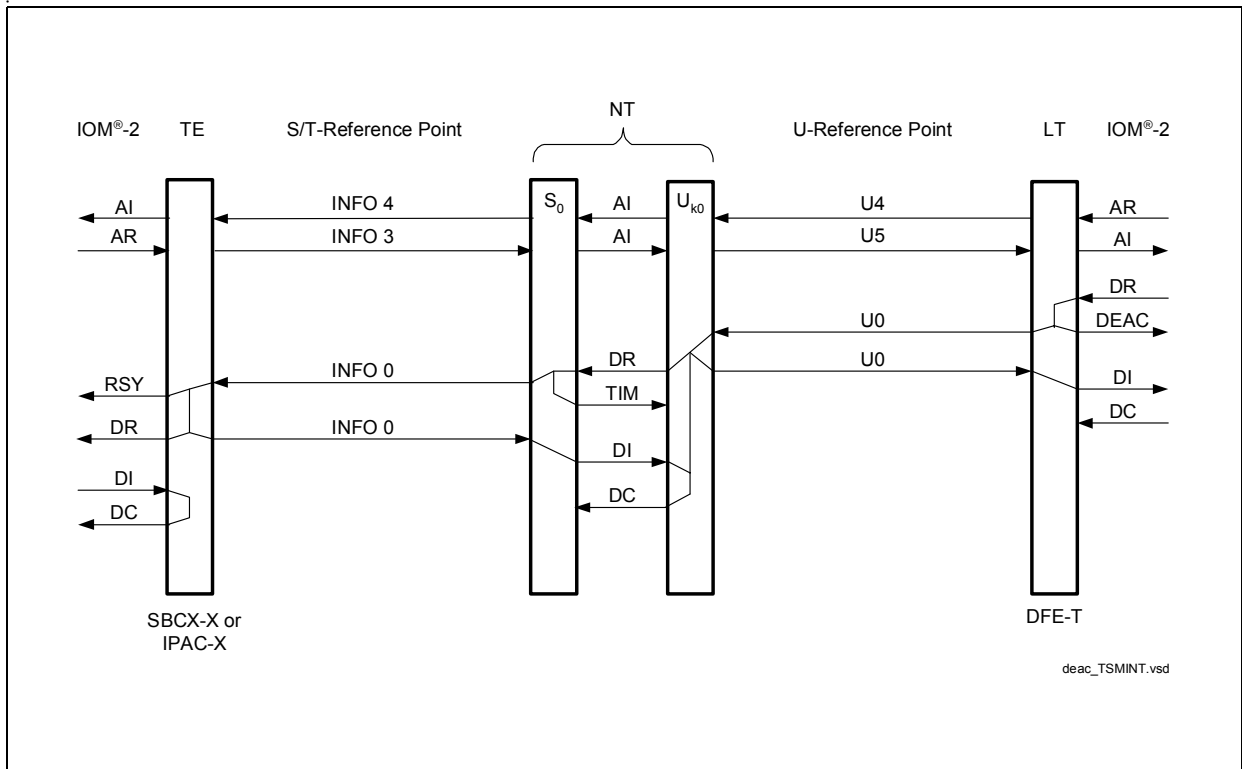 NT
IOM®-2 TE S/T-Reference Point U-Reference Point LT IOM®-2
S0 Uk0
AI INFO 4 AI U4 AR
AR INFO 3 AI U5 AI
DR
U0 DEAC
DR U0
INFO 0
RSY TIM DI
DC
DR INFO 0
DI
DI
DC
DC
SBCX-X or
IPAC-X
DFE-T
deac_TSMINT.vsd